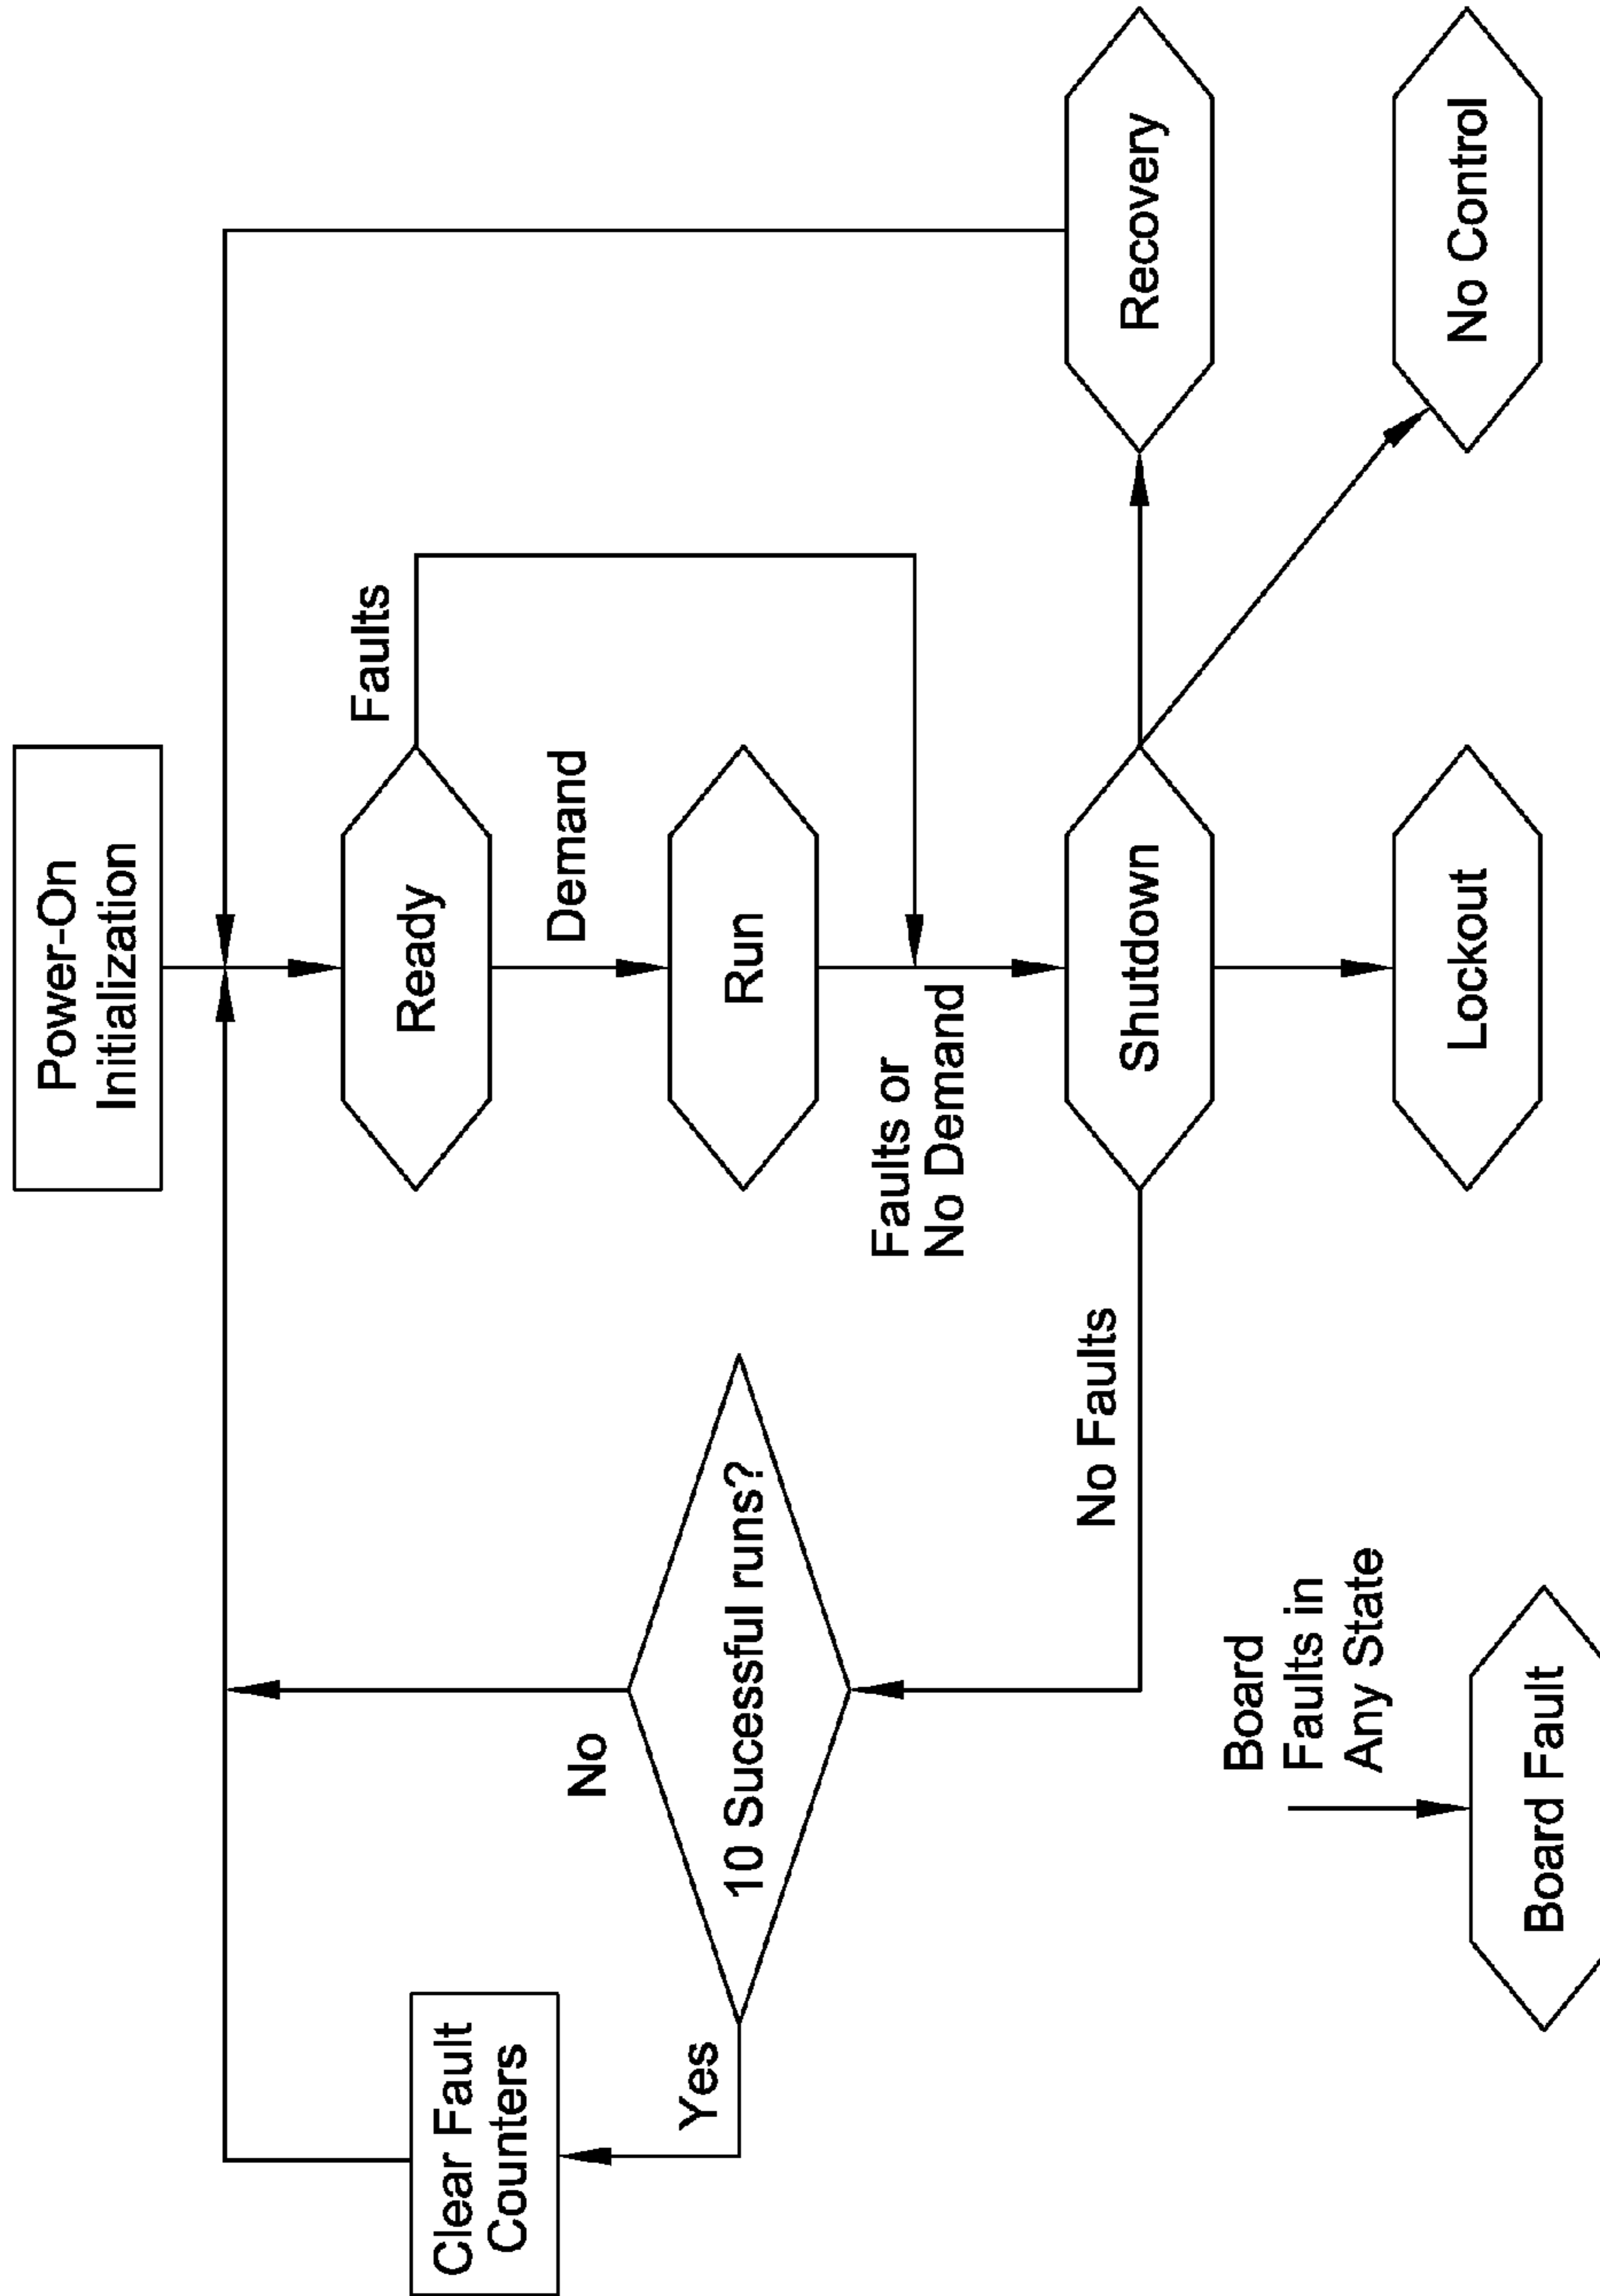 Power-On
Initialization
Clear Fault
Counters
Ready
Faults
Demand
No
Yes
10 Sucessful runs?
Run
Faults or
No Demand
No Faults
Shutdown
Recovery
Board
Faults in
Any State
Board Fault
Lockout
No Control